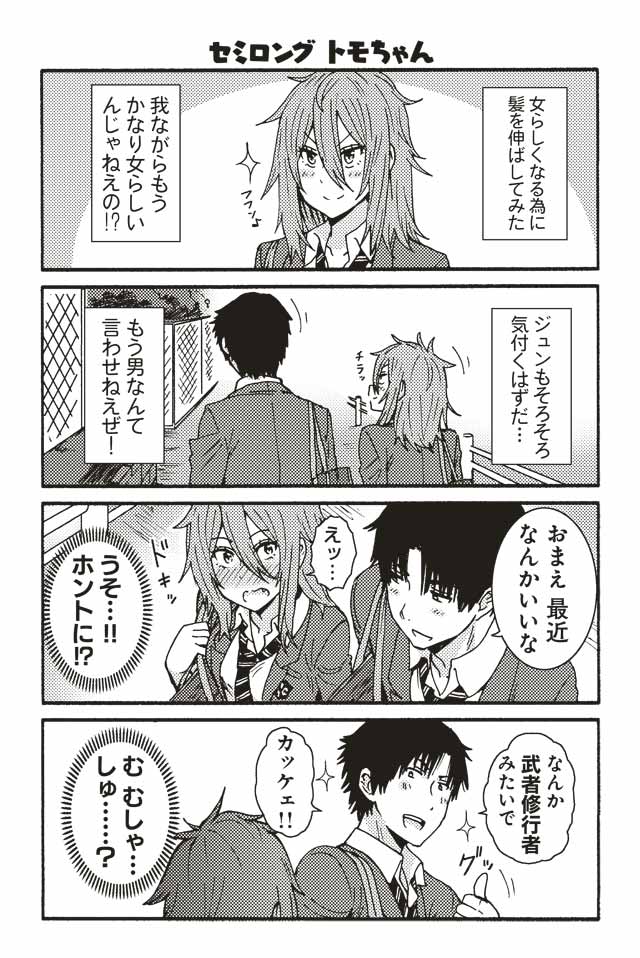 セミロング トモちゃん
女らしくなる為に
髪を伸ばしてみた
我ながらもう
かなり女らしい
んじゃねえの!?
フフン♪
ジュンもそろそろ
気付くはずだ…
チラッ
もう男なんて
言わせねえぜ!
おまえ 最近
なんかいいな
えッ…
ドキッ
うそ…!!
ホントに!?
なんか
武者修行者
みたいで
カッケェ!!
グッ
む むしゃ…
しゅ……?